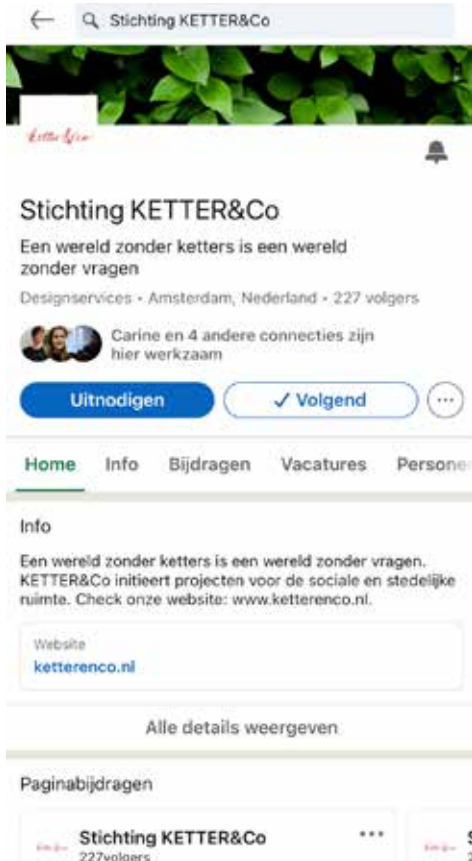 Stichting KETTER&Co
Ketter&Co
Stichting KETTER&Co
Een wereld zonder ketters is een wereld
zonder vragen
Designservices • Amsterdam, Nederland • 227 volgers
Carine en 4 andere connecties zijn
hier werkzaam
Uitnodigen
Volgend
Home Info Bijdragen Vacatures Persone
Info
Een wereld zonder ketters is een wereld zonder vragen.
KETTER&Co initieert projecten voor de sociale en stedelijke
ruimte. Check onze website: www.ketterenco.nl.
Website
ketterenco.nl
Alle details weergeven
Paginabijdragen
Stichting KETTER&Co
227volgers